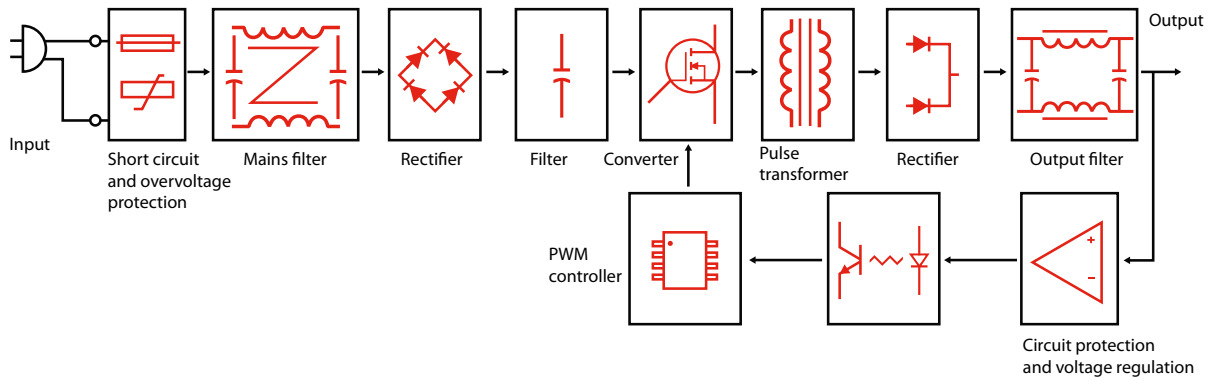 Output
Input
Short circuit
and overvoltage
protection
Mains filter
Rectifier
Filter
Converter
Pulse
transformer
Rectifier
Output filter
PWM
controller
+
−
Circuit protection
and voltage regulation